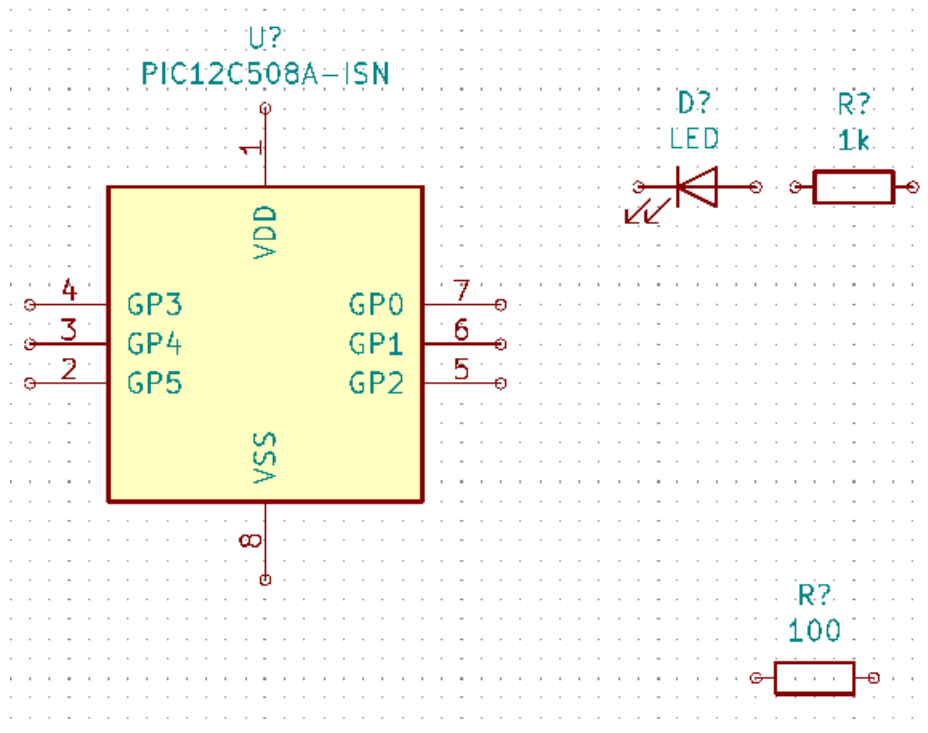 U?
PIC12C508A-ISN
D?
LED
R?
1k
1
VDD
4
GP3
GP0
7
3
GP4
GP1
6
2
GP5
GP2
5
VSS
8
R?
100